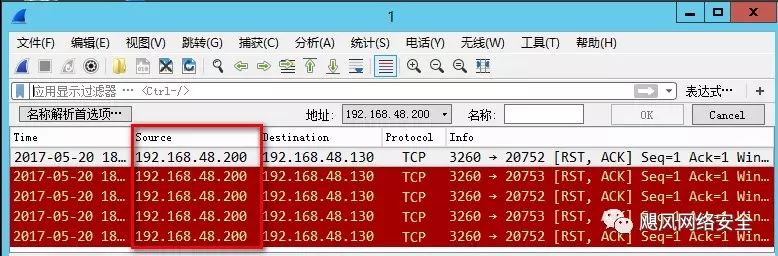 1
文件(F) 编辑(E) 视图(V) 跳转(G) 捕获(C) 分析(A) 统计(S) 电话(Y) 无线(W) 工具(T) 帮助(H)
应用显示过滤器 … <Ctrl-/> 表达式… +
名称解析首选项… 地址: 192.168.48.200 名称: OK Cancel
Time Source Destination Protocol Info
2017-05-20 18… 192.168.48.200 192.168.48.130 TCP 3260 → 20752 [RST, ACK] Seq=1 Ack=1 Win…
2017-05-20 18… 192.168.48.200 192.168.48.130 TCP 3260 → 20753 [RST, ACK] Seq=1 Ack=1 Win…
2017-05-20 18… 192.168.48.200 192.168.48.130 TCP 3260 → 20752 [RST, ACK] Seq=1 Ack=1 Win…
2017-05-20 18… 192.168.48.200 192.168.48.130 TCP 3260 → 20753 [RST, ACK]
2017-05-20 18… 192.168.48.200 192.168.48.130 TCP 3260 → 20752 [RST, ACK] Seq=1 Ack=1 Win…
飓风网络安全